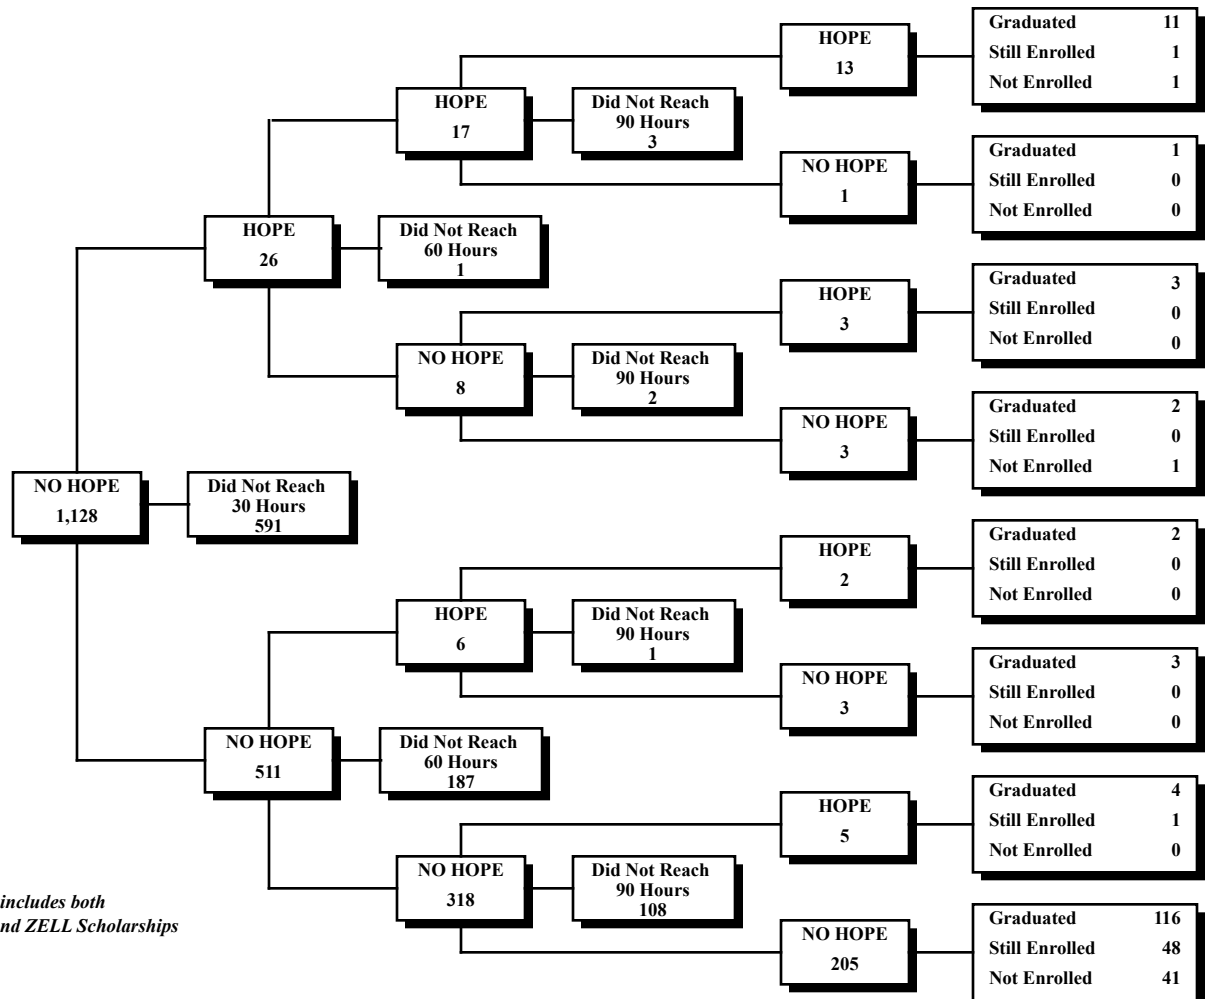 HOPE
13
Graduated 11
Still Enrolled 1
Not Enrolled 1
HOPE
17
Did Not Reach
90 Hours
3
NO HOPE
1
Graduated 1
Still Enrolled 0
Not Enrolled 0
HOPE
26
Did Not Reach
60 Hours
1
HOPE
3
Graduated 3
Still Enrolled 0
Not Enrolled 0
NO HOPE
8
Did Not Reach
90 Hours
2
NO HOPE
3
Graduated 2
Still Enrolled 0
Not Enrolled 1
NO HOPE
1,128
Did Not Reach
30 Hours
591
HOPE
2
Graduated 2
Still Enrolled 0
Not Enrolled 0
HOPE
6
Did Not Reach
90 Hours
1
NO HOPE
3
Graduated 3
Still Enrolled 0
Not Enrolled 0
NO HOPE
511
Did Not Reach
60 Hours
187
HOPE
5
Graduated 4
Still Enrolled 1
Not Enrolled 0
NO HOPE
318
Did Not Reach
90 Hours
108
NO HOPE
205
Graduated 116
Still Enrolled 48
Not Enrolled 41
includes both
nd ZELL Scholarships